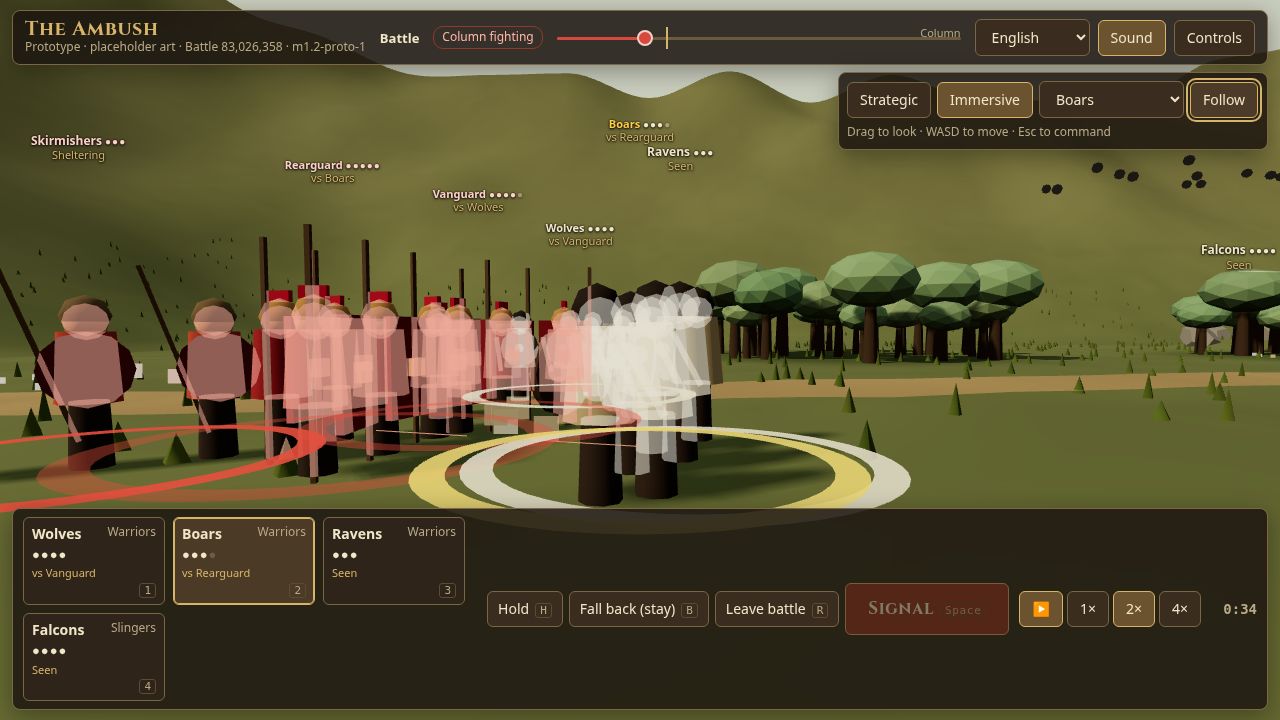 The Ambush
Prototype · placeholder art · Battle 83,026,358 · m1.2-proto-1
Battle
Column fighting
Column
English
Sound
Controls
Strategic
Immersive
Boars
Follow
Drag to look · WASD to move · Esc to command
Skirmishers
Sheltering
Rearguard
vs Boars
Vanguard
vs Wolves
Wolves
vs Vanguard
Boars
vs Rearguard
Ravens
Seen
Falcons
Seen
Wolves Warriors
vs Vanguard
1
Boars Warriors
vs Rearguard
2
Ravens Warriors
Seen
3
Falcons Slingers
Seen
4
Hold H
Fall back (stay) B
Leave battle R
Signal Space
1×
2×
4×
0:34